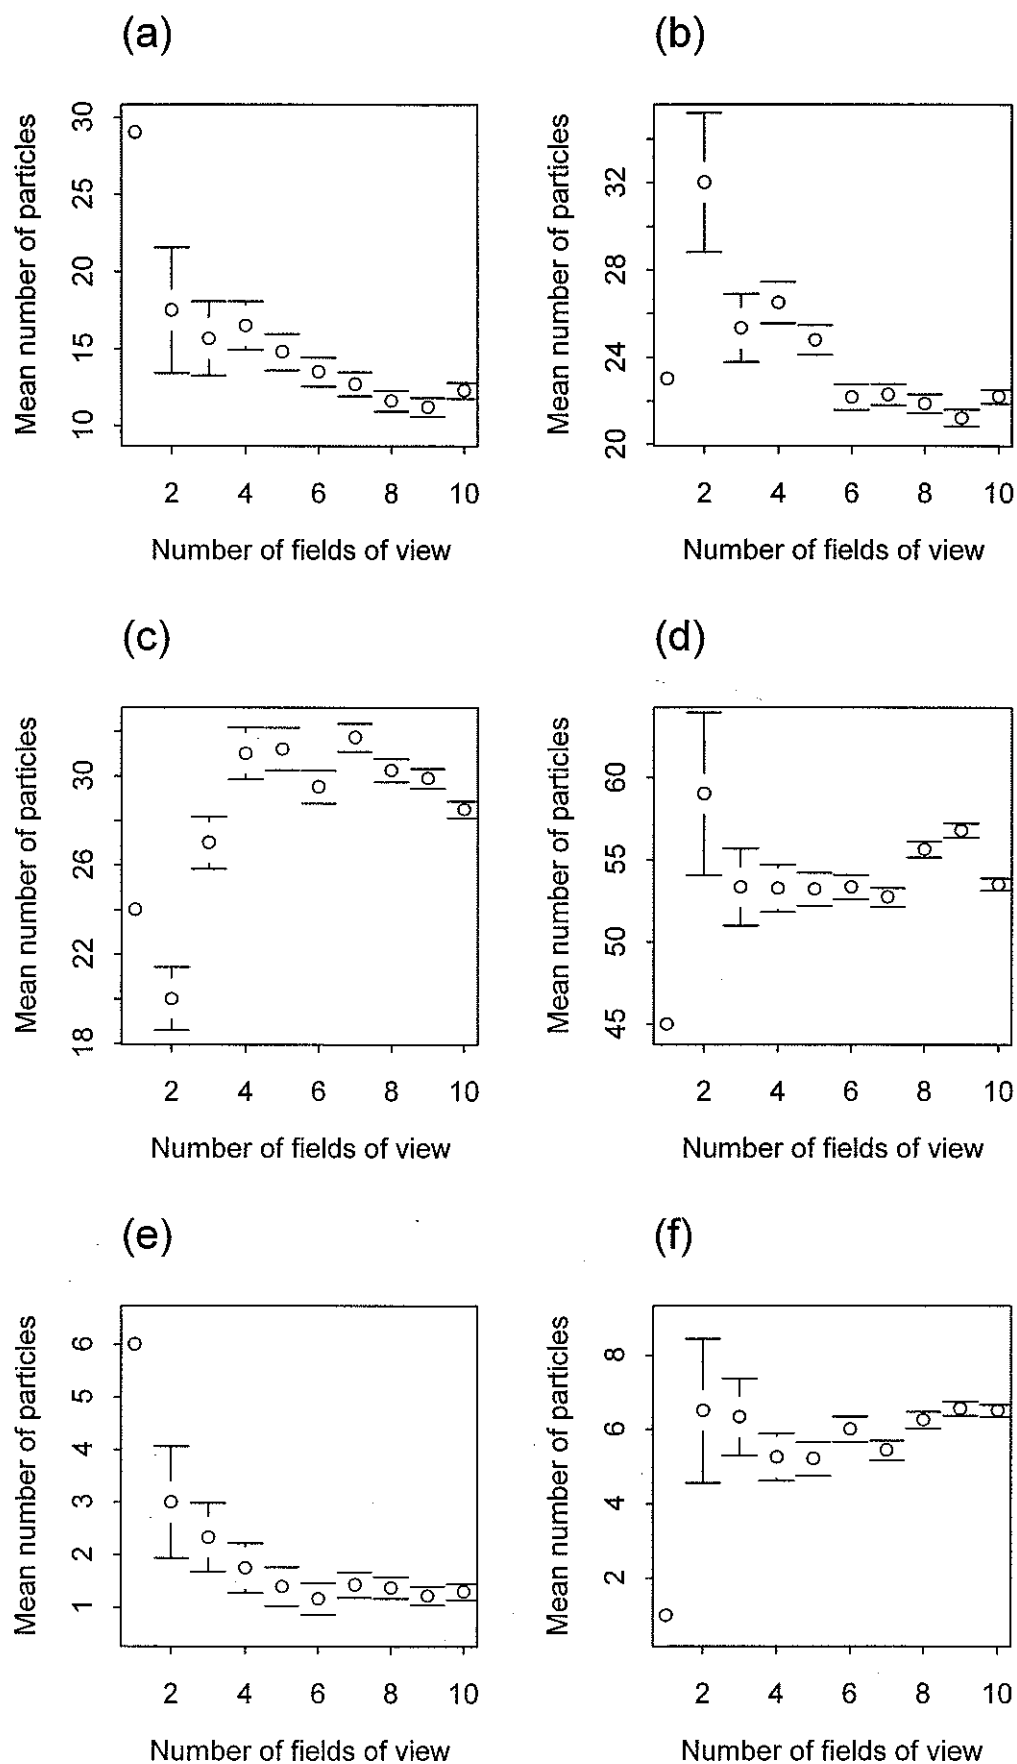 (a)
Mean number of particles
30
25
20
15
10
2 4 6 8 10
Number of fields of view
(b)
Mean number of particles
32
28
24
20
2 4 6 8 10
Number of fields of view
(c)
Mean number of particles
30
26
22
18
2 4 6 8 10
Number of fields of view
(d)
Mean number of particles
60
55
50
45
2 4 6 8 10
Number of fields of view
(e)
Mean number of particles
6
5
4
3
2
1
2 4 6 8 10
Number of fields of view
(f)
Mean number of particles
8
6
4
2
2 4 6 8 10
Number of fields of view